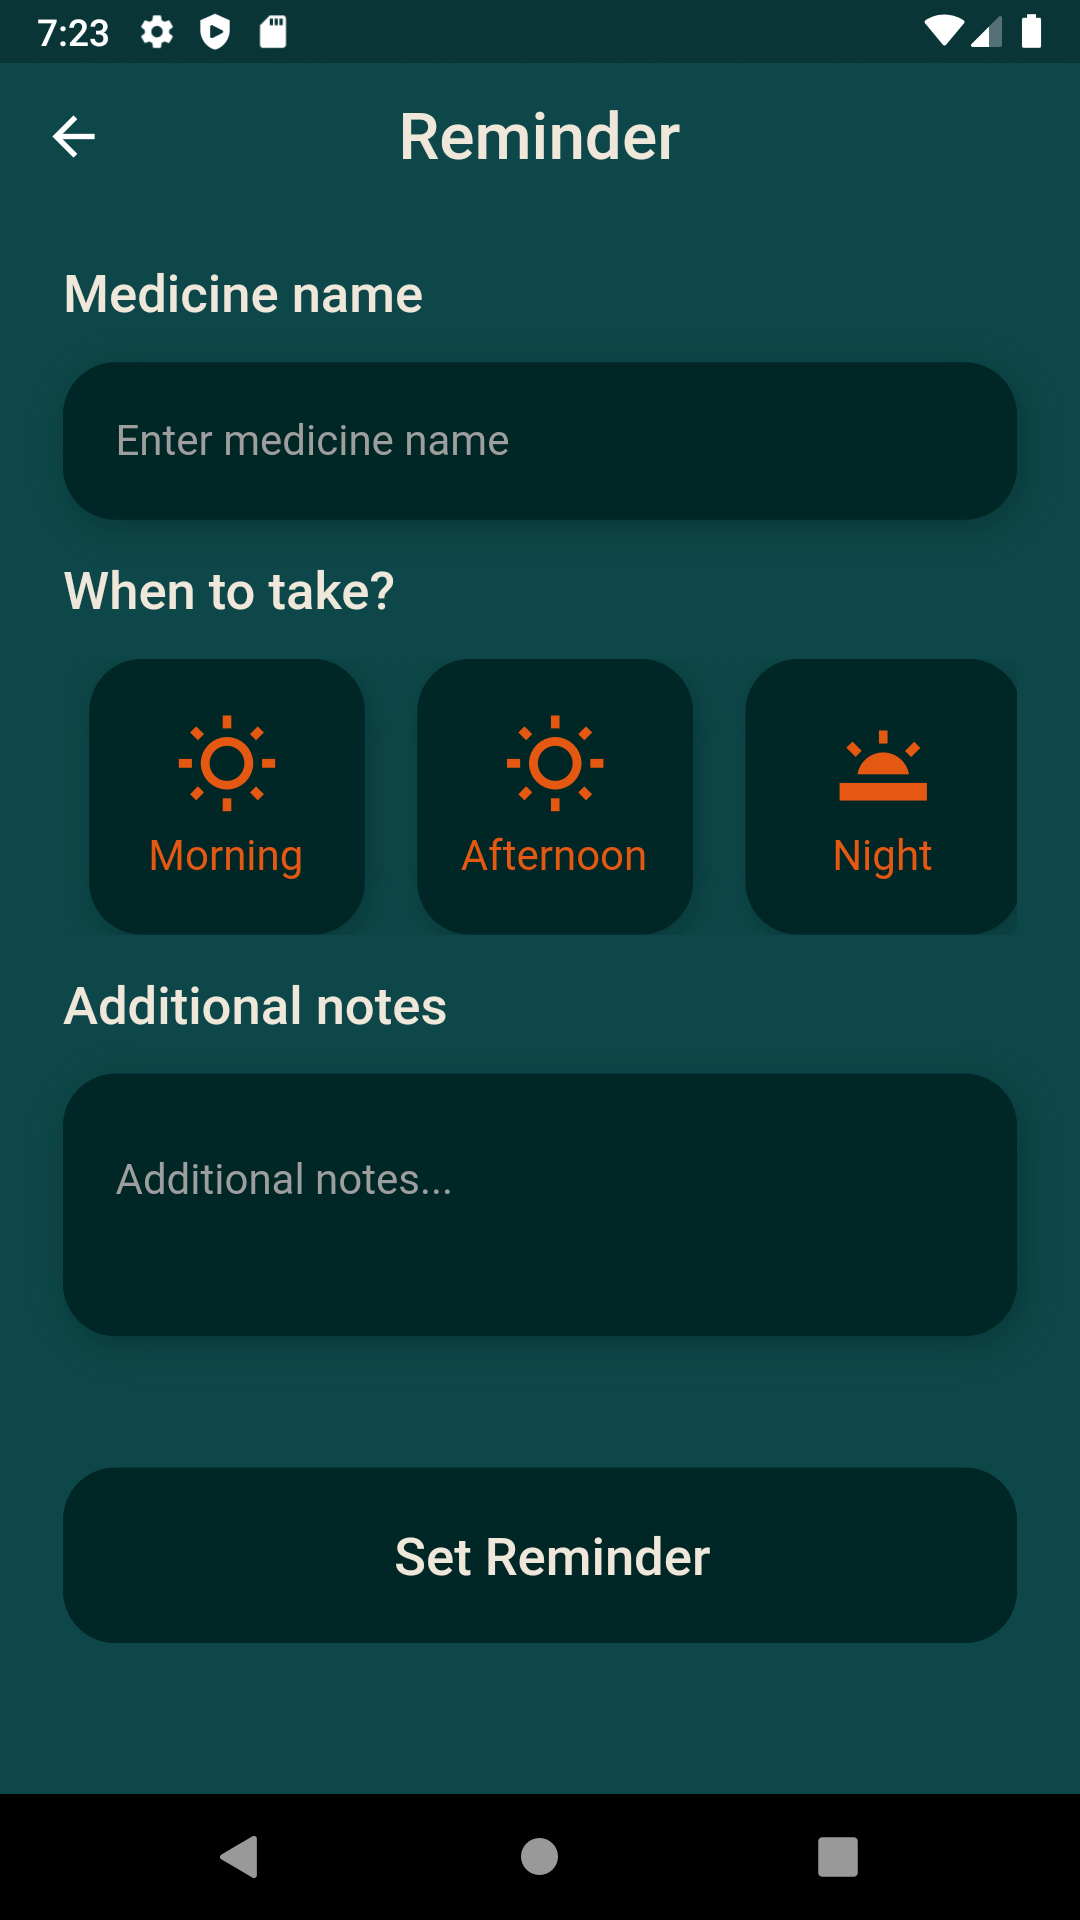 7:23
Reminder
Medicine name
Enter medicine name
When to take?
Morning Afternoon Night
Additional notes
Additional notes...
Set Reminder